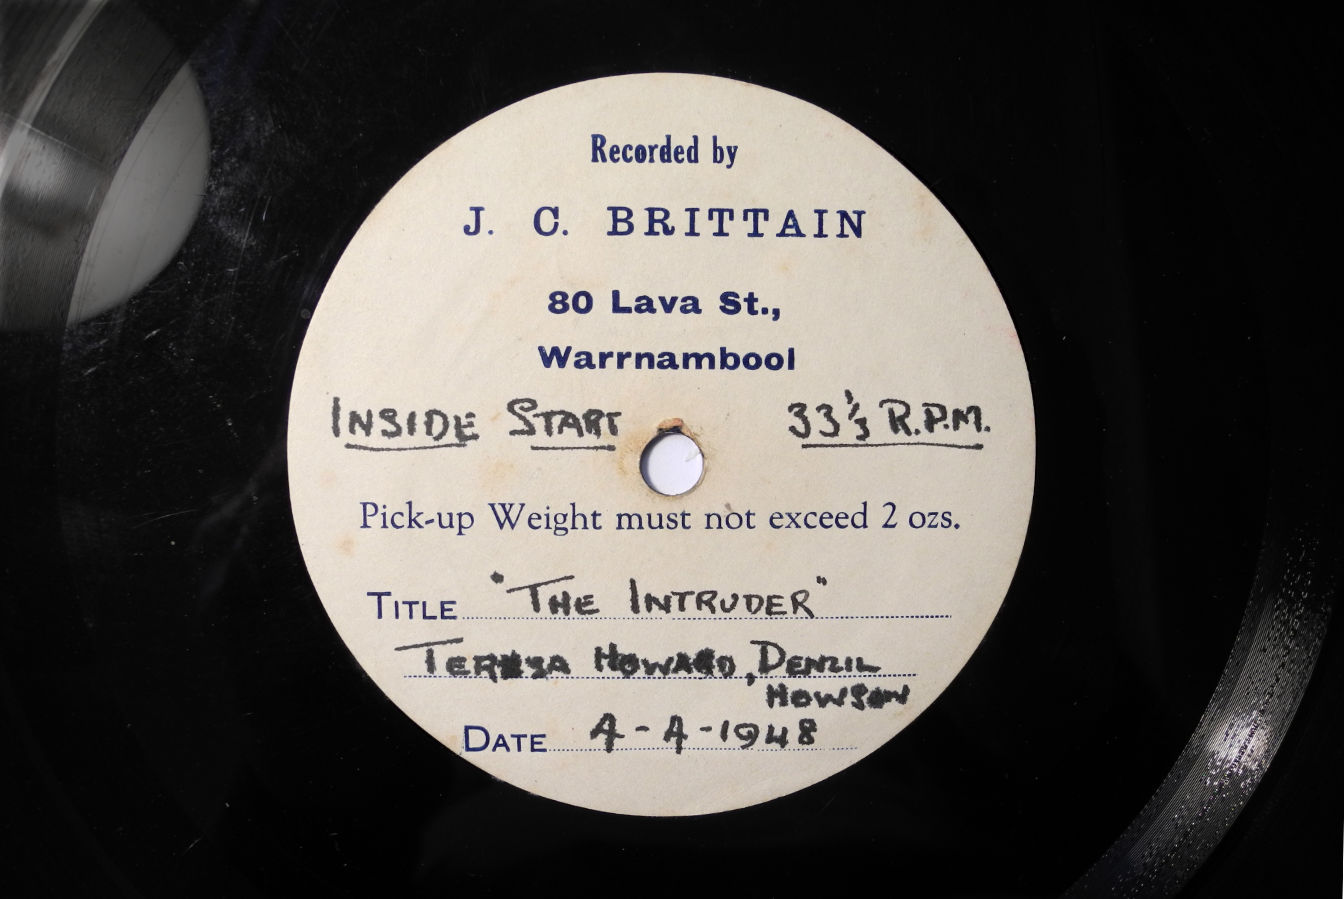 Recorded by
J. C. BRITTAIN
80 Lava St.,
Warrnambool
INSIDE START 33⅓ R.P.M.
Pick-up Weight must not exceed 2 ozs.
TITLE "THE INTRUDER"
TERESA HOWARD, DENZIL
HOWSON
DATE 4-4-1948